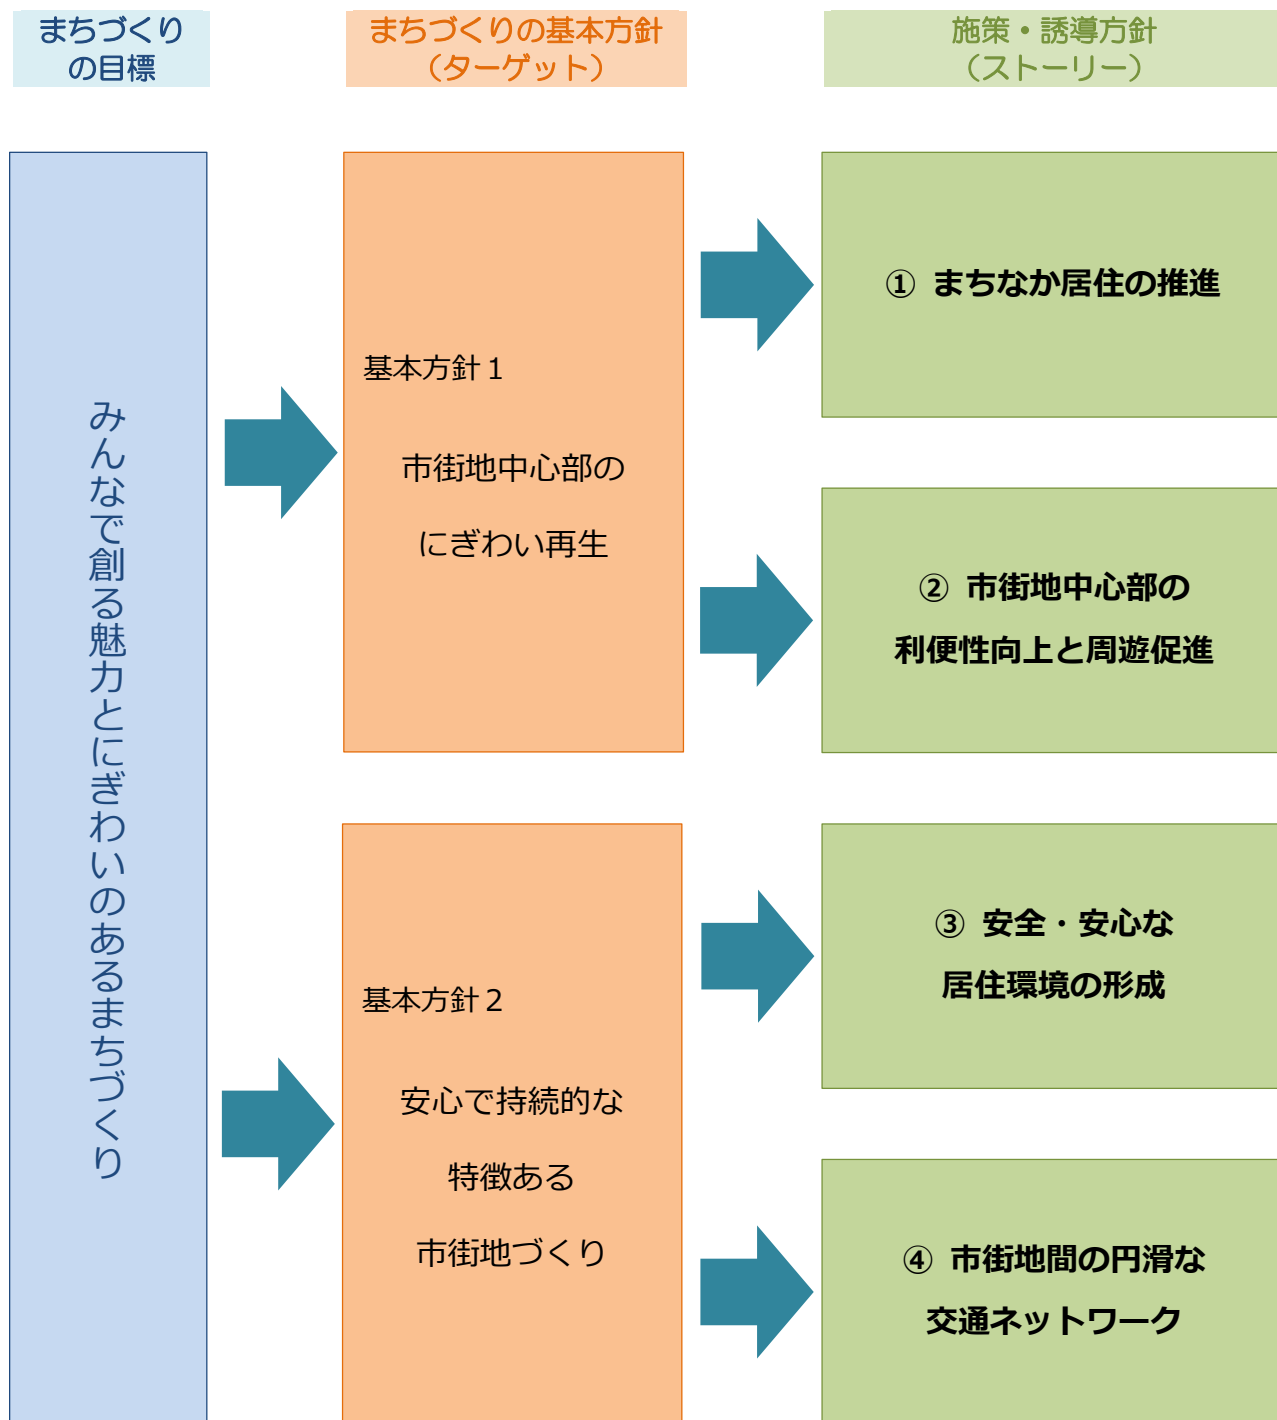 まちづくり
の目標
まちづくりの基本方針
（ターゲット）
施策・誘導方針
（ストーリー）
みんなで創る魅力とにぎわいのあるまちづくり
基本方針１
市街地中心部の
にぎわい再生
① まちなか居住の推進
② 市街地中心部の
利便性向上と周遊促進
基本方針２
安心で持続的な
特徴ある
市街地づくり
③ 安全・安心な
居住環境の形成
④ 市街地間の円滑な
交通ネットワーク